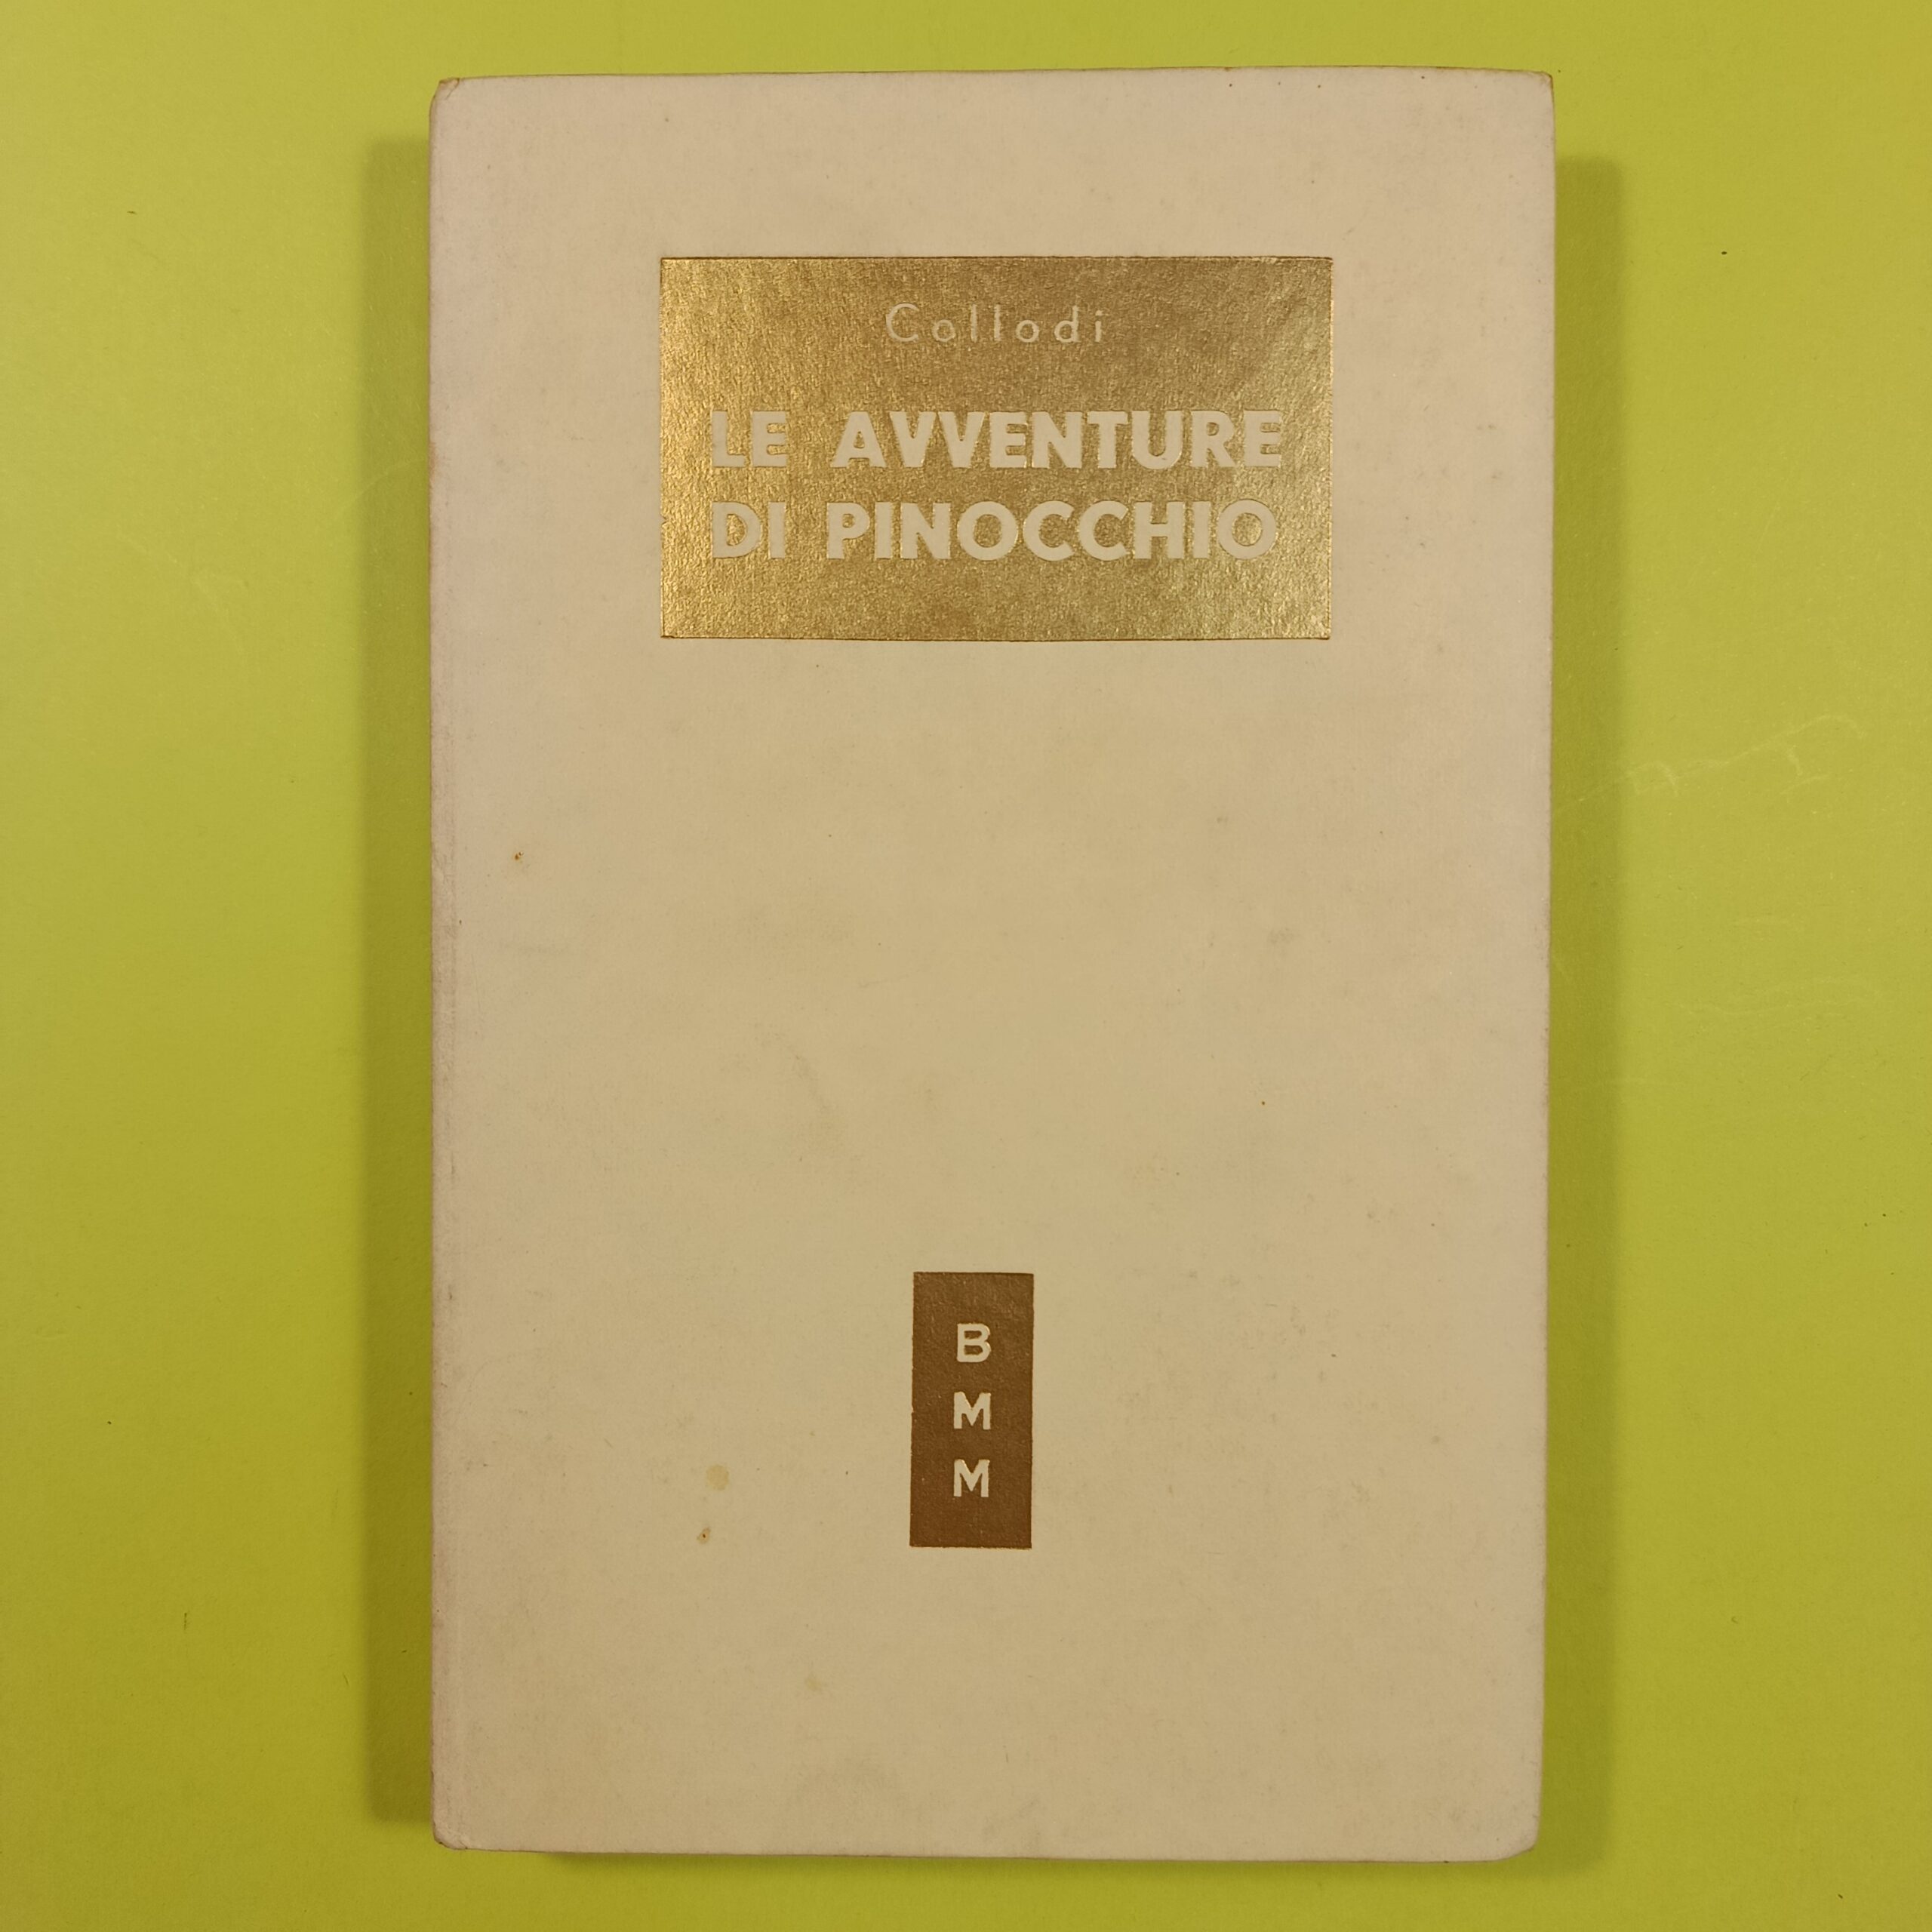 Collodi
LE AVVENTURE
DI PINOCCHIO
B
M
M